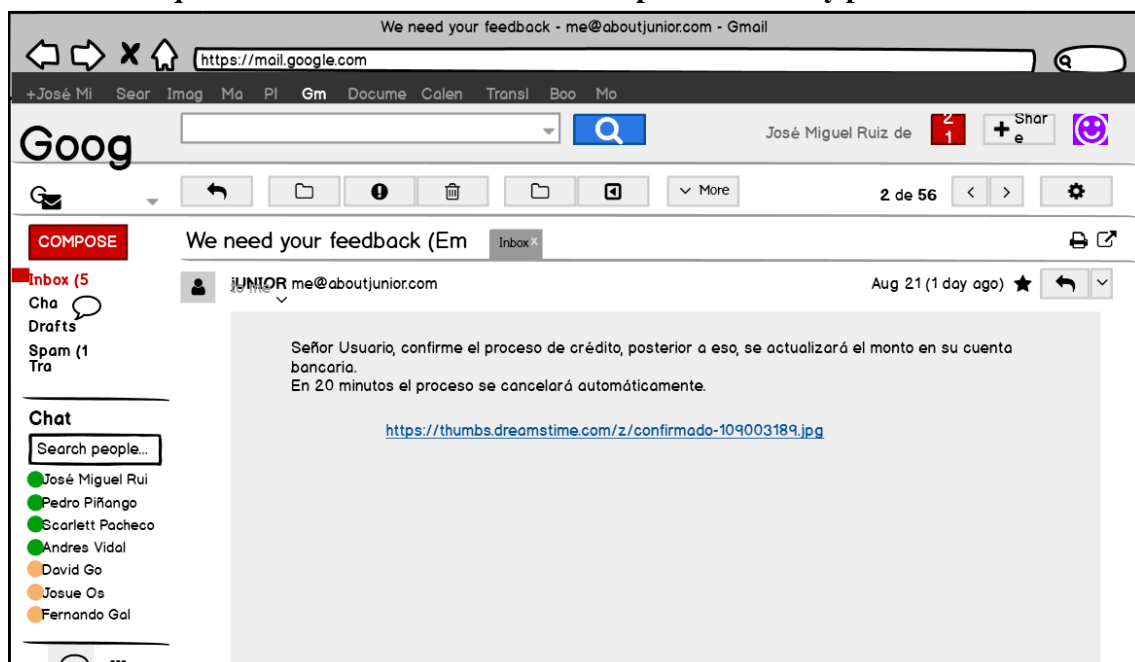 We need your feedback - me@aboutjunior.com - Gmail
https://mail.google.com
+José Mi Sear Imag Ma Pl Gm Docume Calen Transl Boo Mo
Goog
José Miguel Ruiz de
2
1
Shar
e
G
More
2 de 56
COMPOSE
We need your feedback (Em
Inbox X
Inbox (5
jUNIOR me@aboutjunior.com
to me
Aug 21 (1 day ago)
Cha
Drafts
Spam (1
Tra
Señor Usuario, confirme el proceso de crédito, posterior a eso, se actualizará el monto en su cuenta
bancaria.
En 20 minutos el proceso se cancelará automáticamente.
https://thumbs.dreamstime.com/z/confirmado-109003189.jpg
Chat
Search people...
José Miguel Rui
Pedro Piñango
Scarlett Pacheco
Andres Vidal
David Go
Josue Os
Fernando Gal